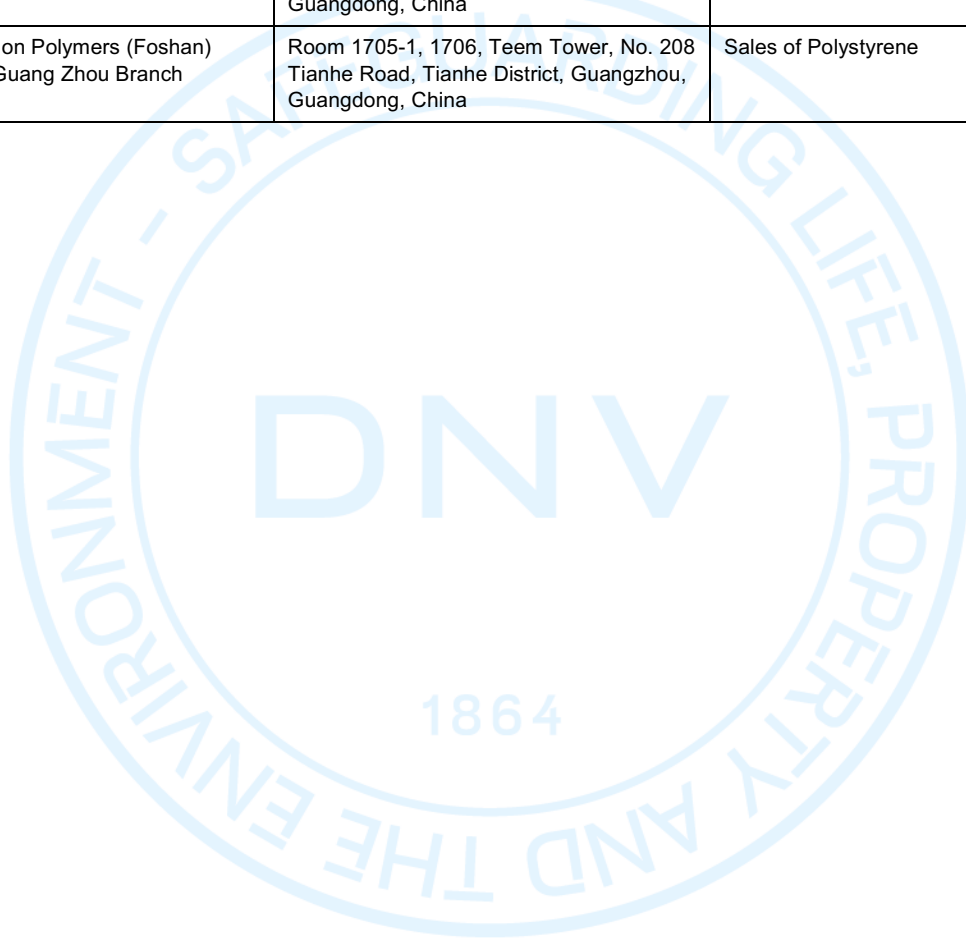 Guangdong, China
on Polymers (Foshan)
Guang Zhou Branch
Room 1705-1, 1706, Teem Tower, No. 208
Tianhe Road, Tianhe District, Guangzhou,
Guangdong, China
Sales of Polystyrene
SAFEGUARDING LIFE, PROPERTY AND THE ENVIRONMENT -
DNV
1864